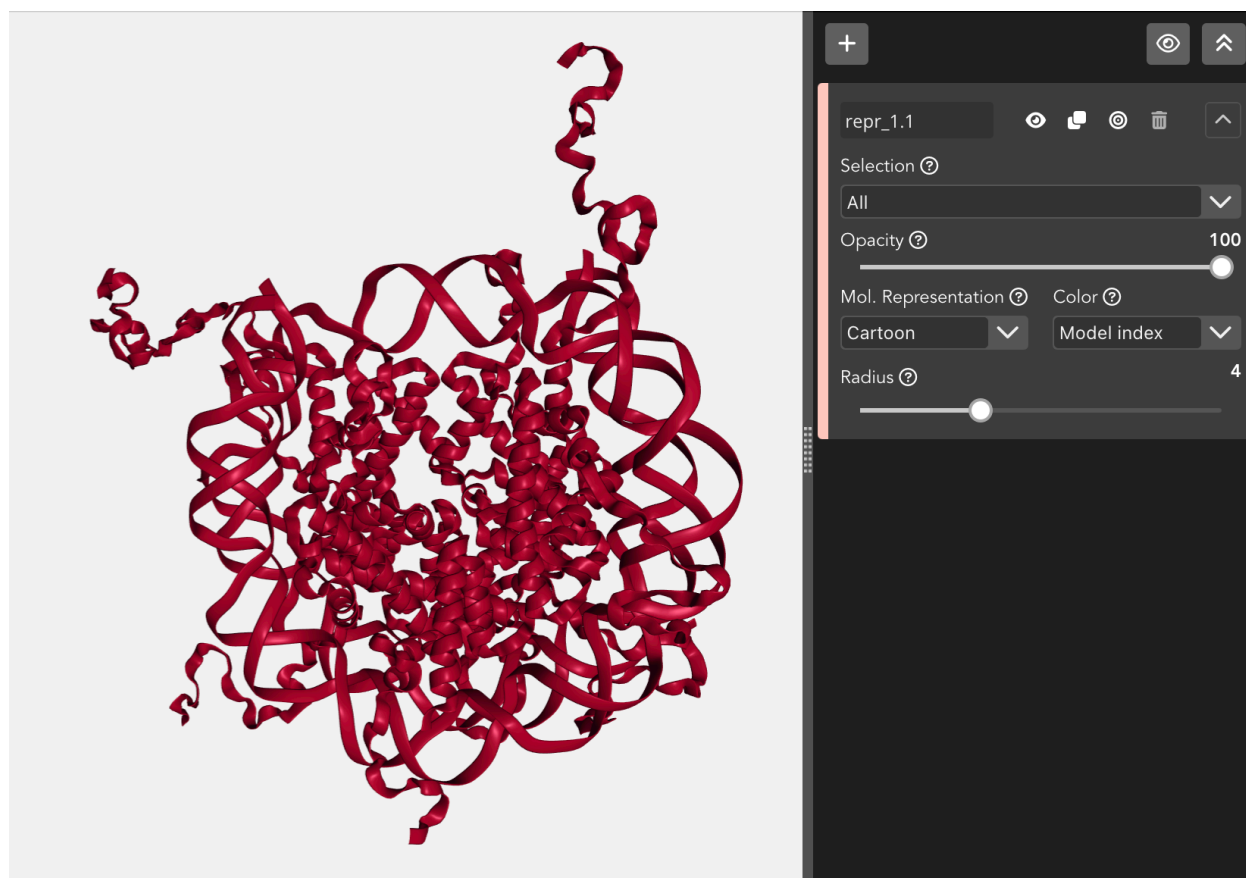 repr_1.1
Selection
All
Opacity 100
Mol. Representation Color
Cartoon Model index
Radius 4